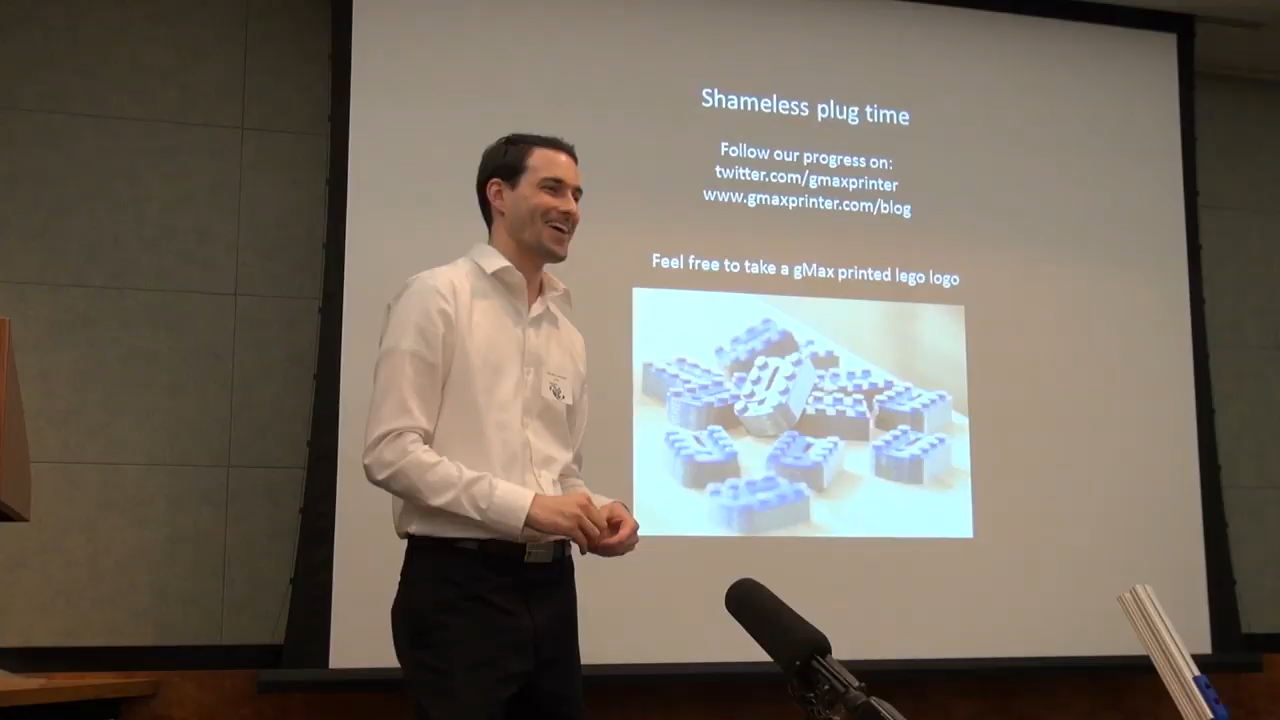 Shameless plug time
Follow our progress on:
twitter.com/gmaxprinter
www.gmaxprinter.com/blog
Feel free to take a gMax printed lego logo